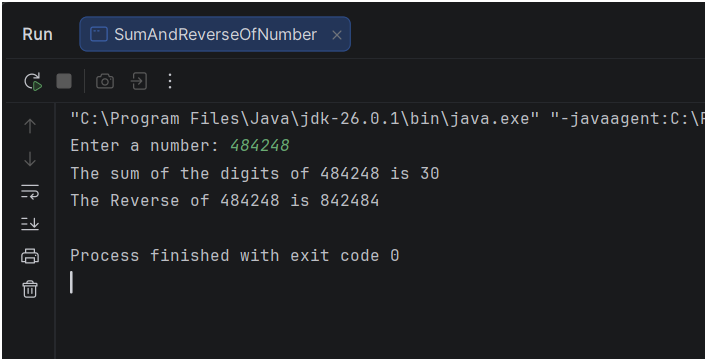 Run SumAndReverseOfNumber
"C:\Program Files\Java\jdk-26.0.1\bin\java.exe" "-javaagent:C:\
Enter a number: 484248
The sum of the digits of 484248 is 30
The Reverse of 484248 is 842484
Process finished with exit code 0